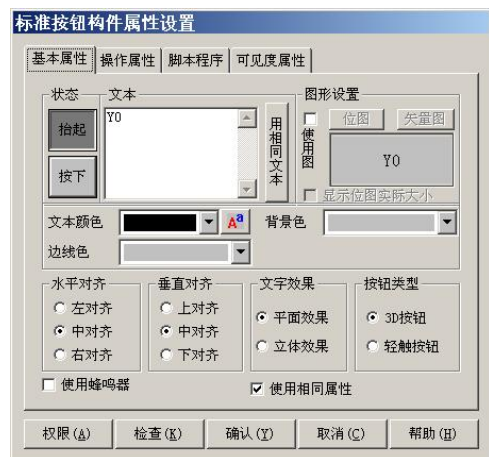 标准按钮构件属性设置
基本属性 操作属性 脚本程序 可见度属性
状态 文本 图形设置
抬起 Y0 用相同文本 使用图 位图 矢量图
按下 Y0
显示位图实际大小
文本颜色 Aa 背景色
边线色
水平对齐 垂直对齐 文字效果 按钮类型
左对齐 上对齐 平面效果 3D按钮
中对齐 中对齐 立体效果 轻触按钮
右对齐 下对齐
使用蜂鸣器 使用相同属性
权限(A) 检查(K) 确认(Y) 取消(C) 帮助(H)